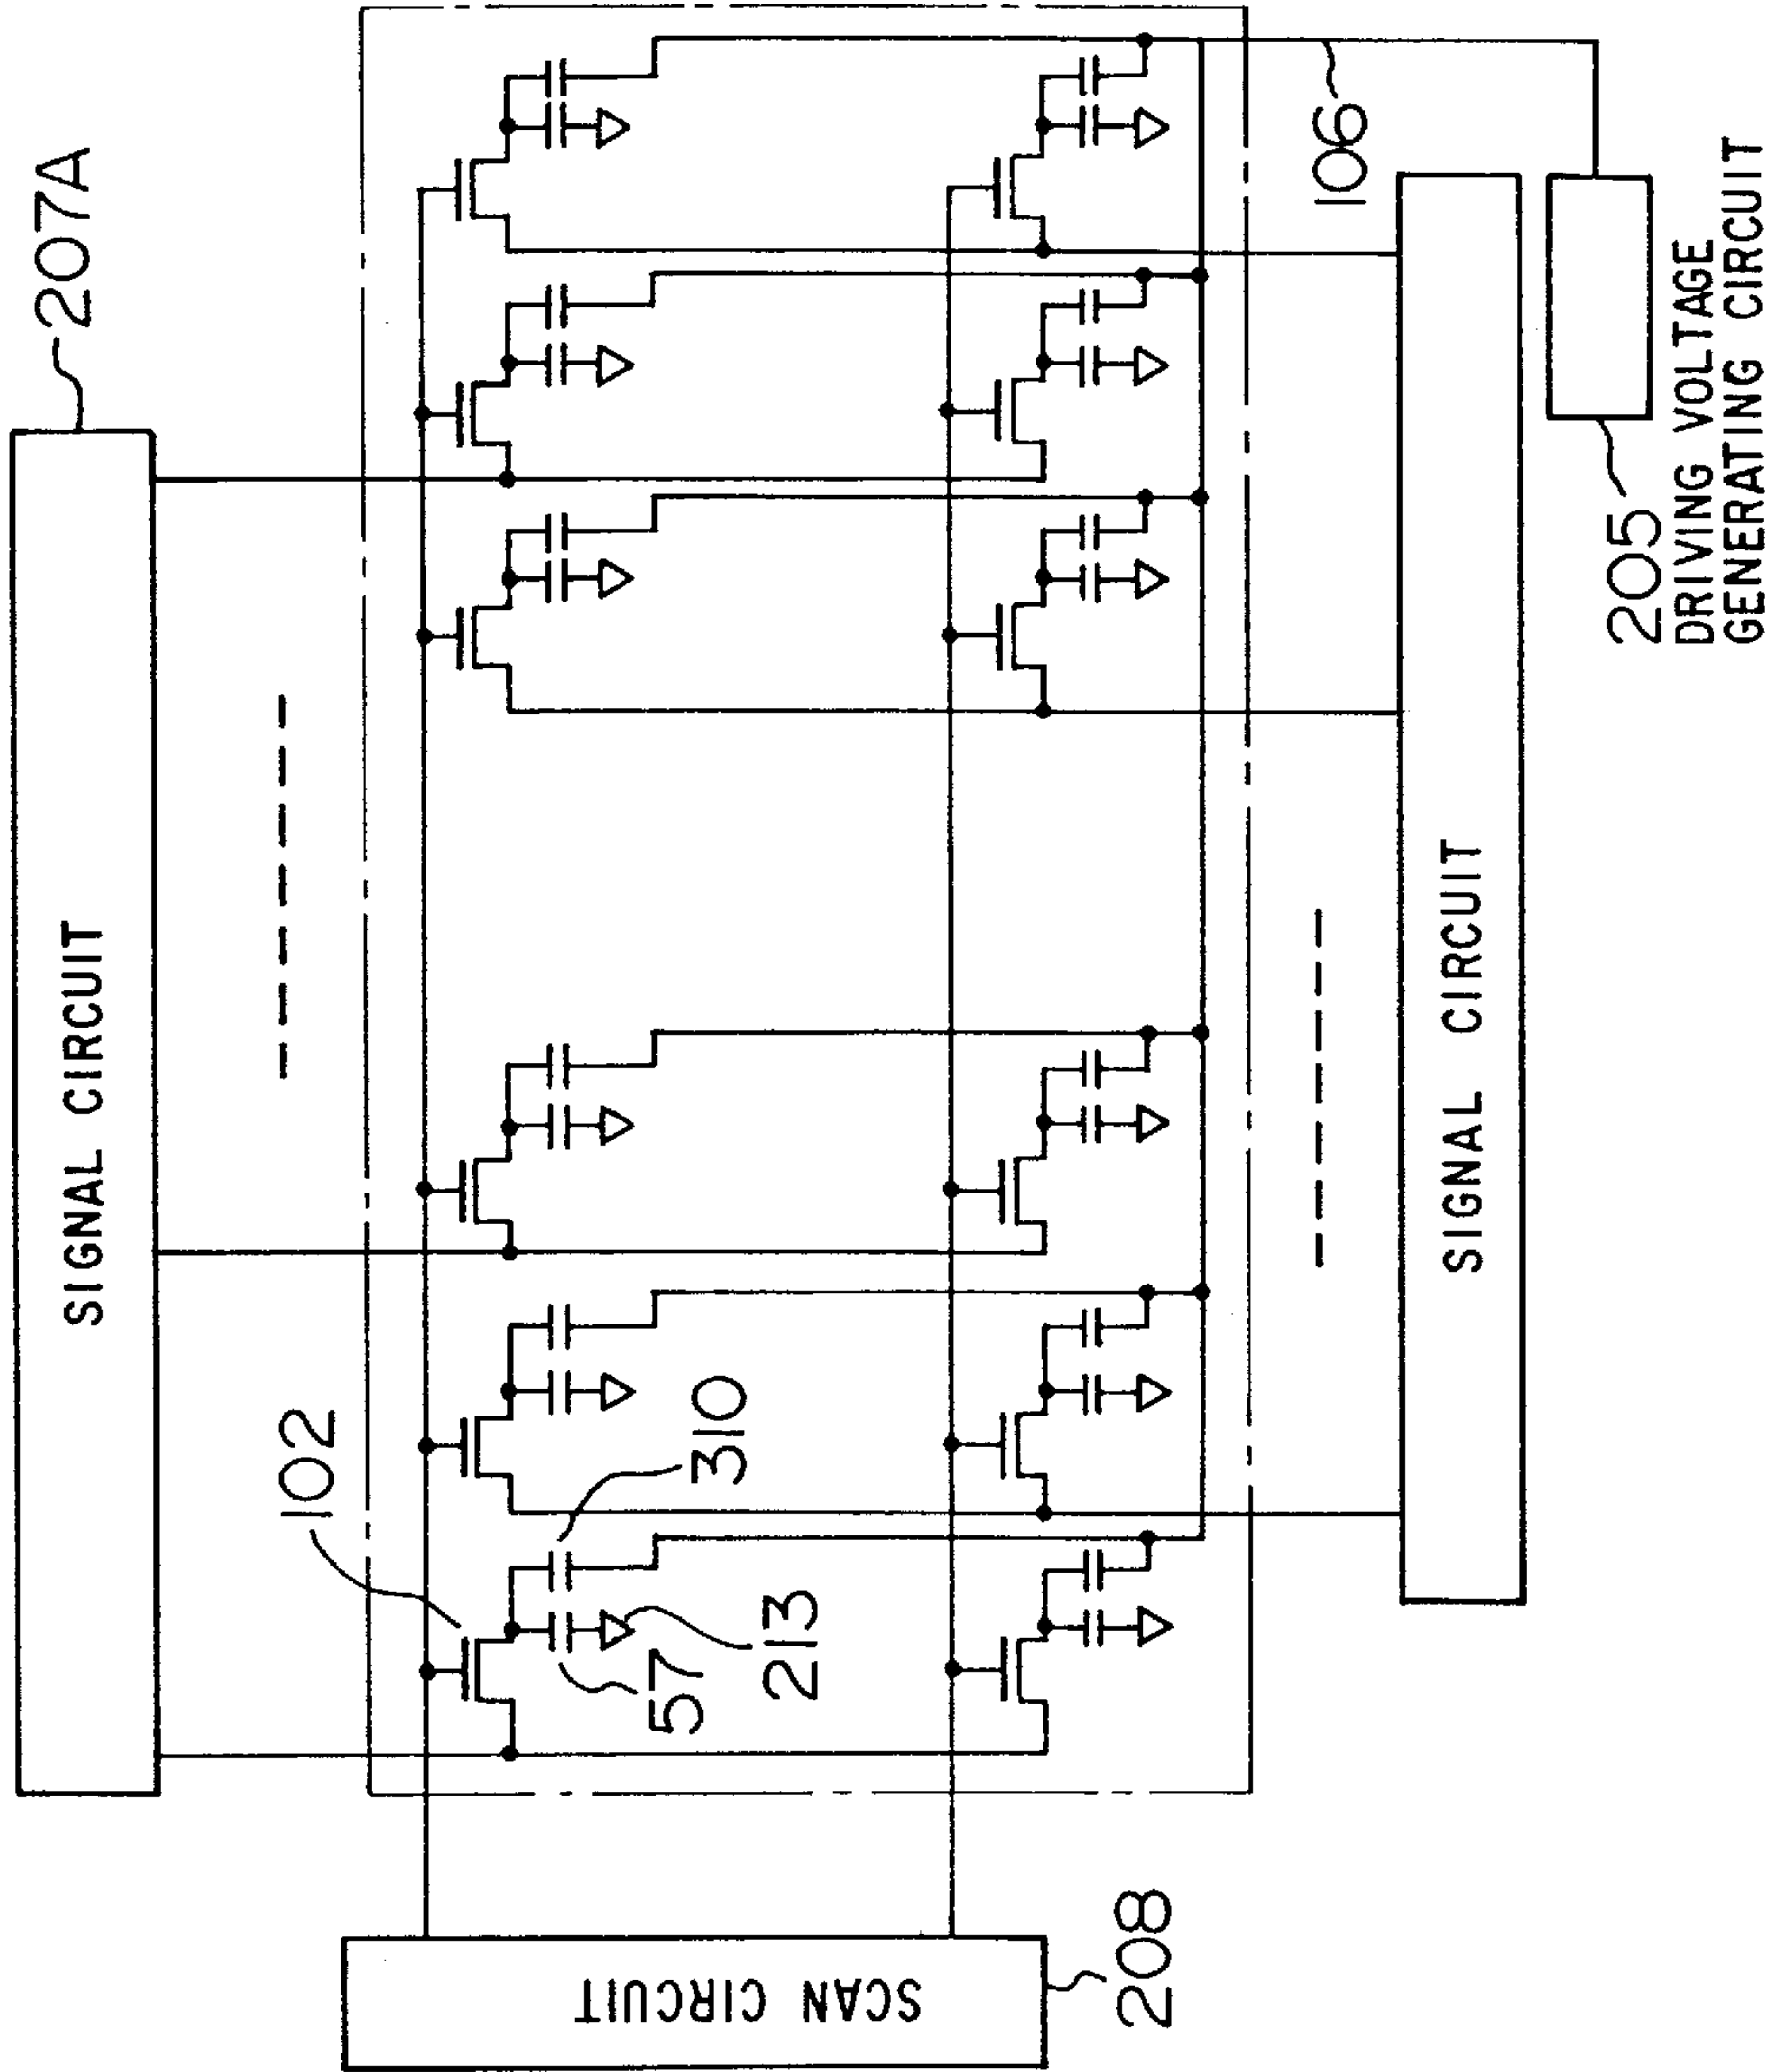 SIGNAL CIRCUIT
207A
102
310
57
213
SCAN CIRCUIT
208
106
SIGNAL CIRCUIT
205
DRIVING VOLTAGE
GENERATING CIRCUIT